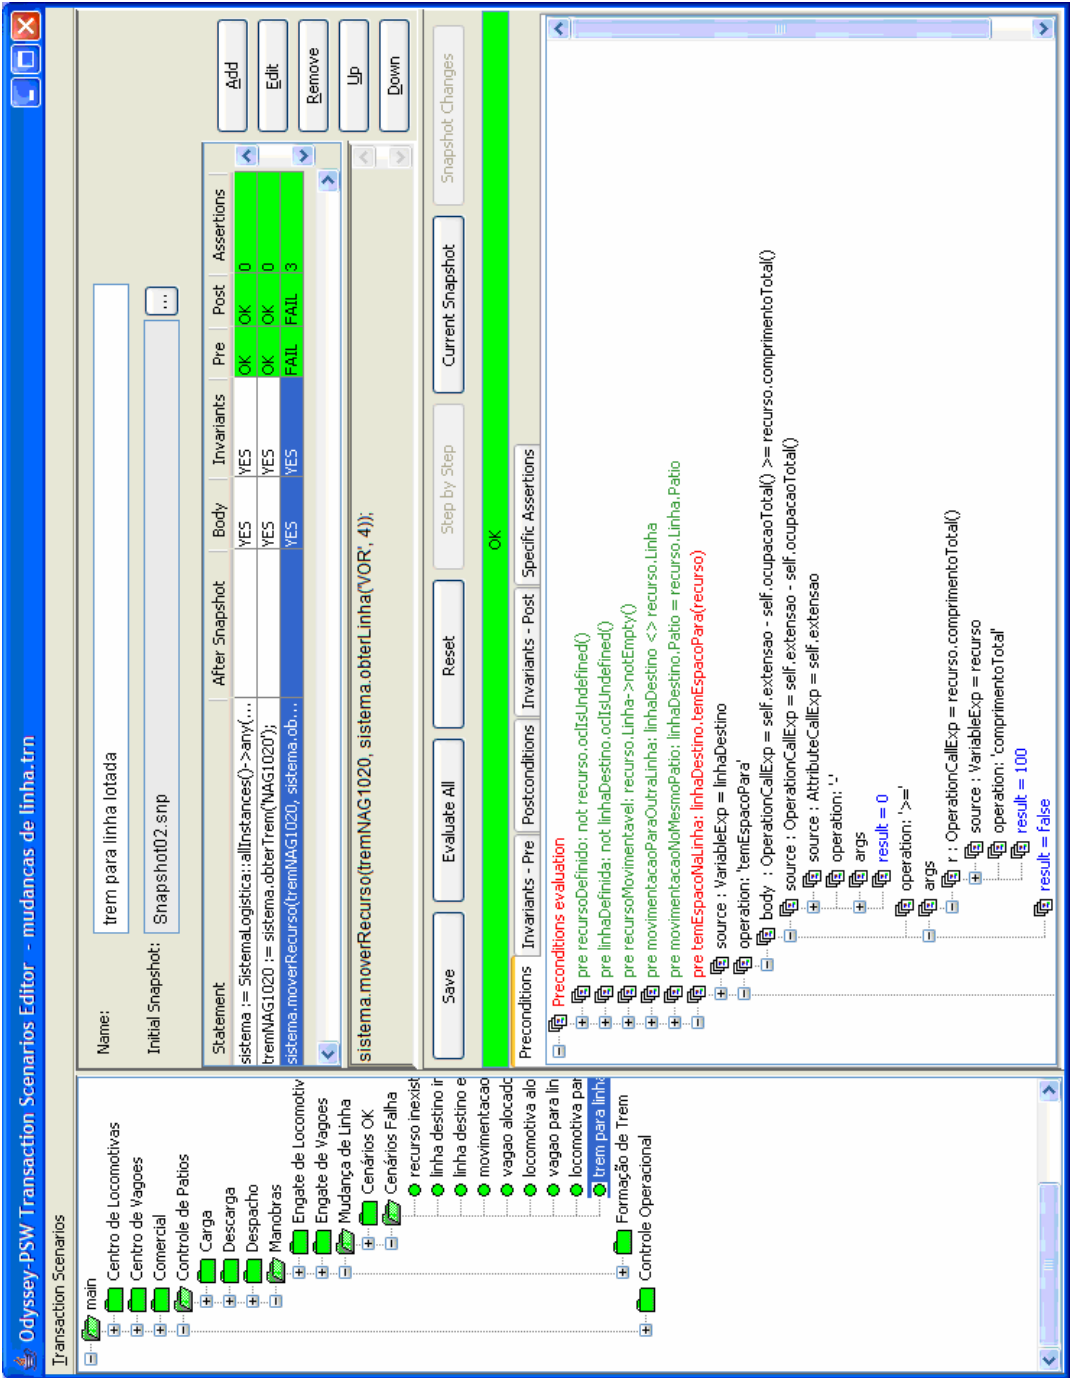 Odyssey-PSW Transaction Scenarios Editor - mudancas de linha.trn
Transaction Scenarios
main
Centro de Locomotivas
Centro de Vagoes
Comercial
Controle de Patios
Carga
Descarga
Despacho
Manobras
Engate de Locomotiv
Engate de Vagoes
Mudança de Linha
Cenários OK
Cenários Falha
recurso inexist
linha destino ir
linha destino e
movimentacao
vagao alocado
locomotiva alo
vagao para lin
locomotiva par
trem para linha
Formação de Trem
Controle Operacional
Name: trem para linha lotada
Initial Snapshot: Snapshot02.snp ...
Statement After Snapshot Body Invariants Pre Post Assertions
sistema := SistemaLogistica::allInstances()->any(... YES YES OK OK 0
tremNAG1020 := sistema.obterTrem("NAG1020"); YES YES OK OK 0
sistema.moverRecurso(tremNAG1020, sistema.ob... YES YES FAIL FAIL 3
Add
Edit
Remove
Up
Down
sistema.moverRecurso(tremNAG1020, sistema.obterLinha("VOR", 4));
Save Evaluate All Reset Step by Step Current Snapshot Snapshot Changes
OK
Preconditions Invariants - Pre Postconditions Invariants - Post Specific Assertions
Preconditions evaluation
pre recursoDefinido: not recurso.oclIsUndefined()
pre linhaDefinida: not linhaDestino.oclIsUndefined()
pre recursoMovimentavel: recurso.Linha->notEmpty()
pre movimentacaoParaOutraLinha: linhaDestino <> recurso.Linha
pre movimentacaoNoMesmoPatio: linhaDestino.Patio = recurso.Linha.Patio
pre temEspacoNaLinha: linhaDestino.temEspacoPara(recurso)
source : VariableExp = linhaDestino
operation: 'temEspacoPara'
body : OperationCallExp = self.extensao - self.ocupacaoTotal() >= recurso.comprimentoTotal()
source : OperationCallExp = self.extensao - self.ocupacaoTotal()
source : AttributeCallExp = self.extensao
operation: '-'
args
result = 0
operation: '>='
args
r : OperationCallExp = recurso.comprimentoTotal()
source : VariableExp = recurso
operation: 'comprimentoTotal'
result = 100
result = false